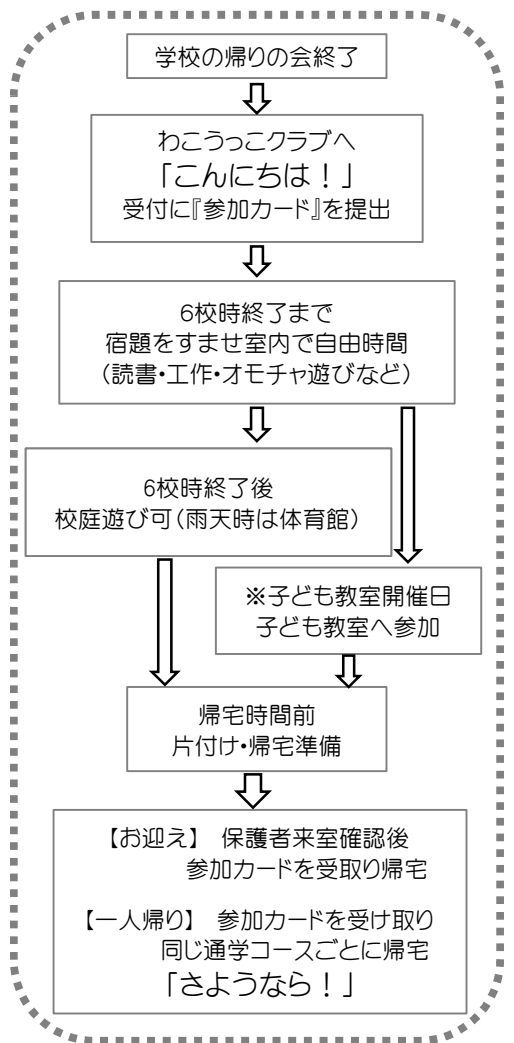 学校の帰りの会終了
わこうっこクラブへ
「こんにちは！」
受付に『参加カード』を提出
6校時終了まで
宿題をすませ室内で自由時間
（読書・工作・オモチャ遊びなど）
6校時終了後
校庭遊び可（雨天時は体育館）
※子ども教室開催日
子ども教室へ参加
帰宅時間前
片付け・帰宅準備
【お迎え】 保護者来室確認後
参加カードを受取り帰宅
【一人帰り】 参加カードを受け取り
同じ通学コースごとに帰宅
「さようなら！」